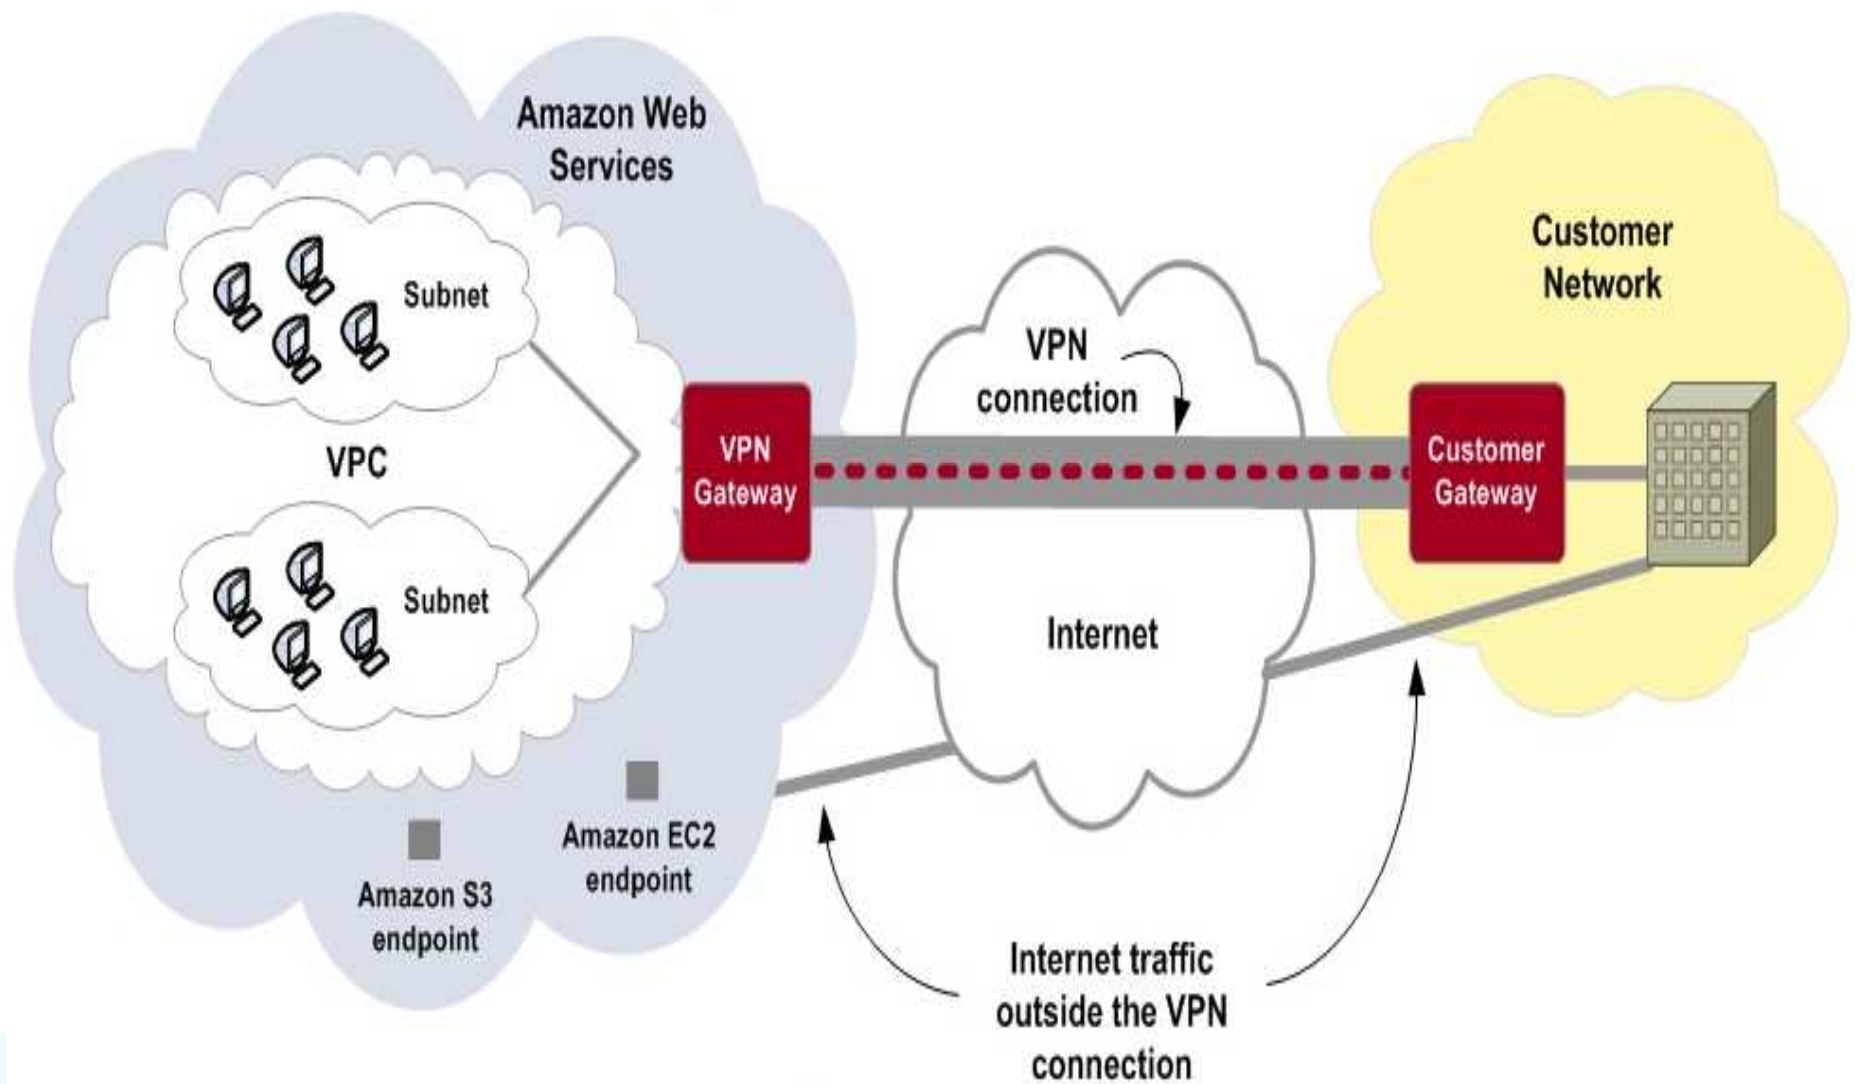 Amazon Web
Services
Subnet
VPC
Subnet
VPN
Gateway
Amazon EC2
endpoint
Amazon S3
endpoint
VPN
connection
Internet
Customer
Network
Customer
Gateway
Internet traffic
outside the VPN
connection